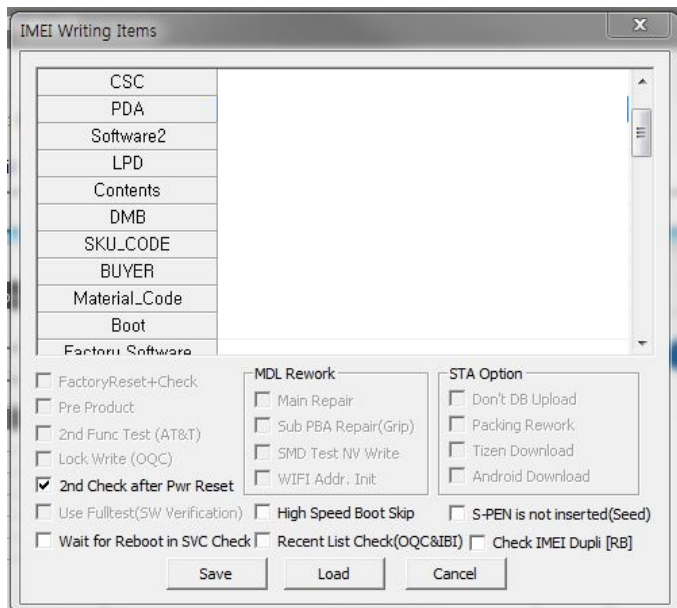 IMEI Writing Items
CSC
PDA
Software2
LPD
Contents
DMB
SKU_CODE
BUYER
Material_Code
Boot
Factory Software
FactoryReset+Check
Pre Product
2nd Func Test (AT&T)
Lock Write (OQC)
2nd Check after Pwr Reset
Use Fulltest(SW Verification)
Wait for Reboot in SVC Check
MDL Rework
Main Repair
Sub PBA Repair(Grip)
SMD Test NV Write
WIFI Addr. Init
High Speed Boot Skip
Recent List Check(OQC&IBI)
STA Option
Don't DB Upload
Packing Rework
Tizen Download
Android Download
S-PEN is not inserted(Seed)
Check IMEI Dupli [RB]
Save
Load
Cancel